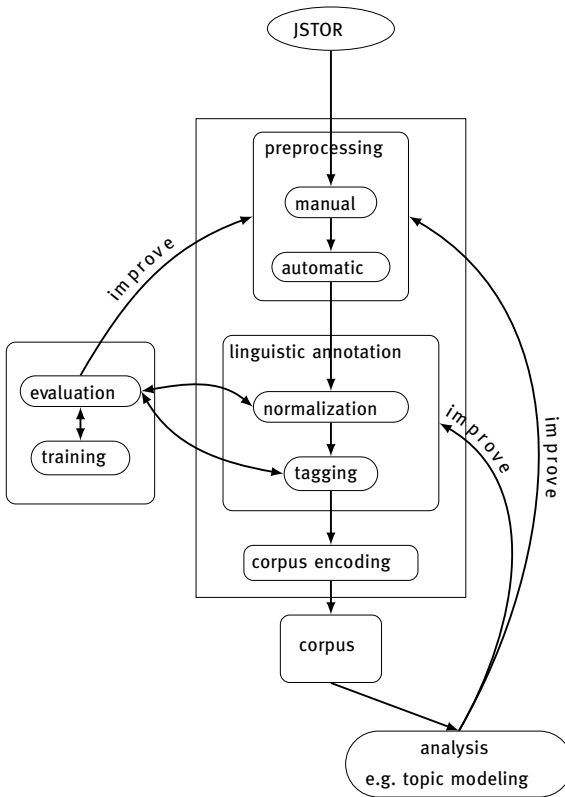 JSTOR
preprocessing
manual
automatic
improve
linguistic annotation
evaluation
normalization
improve
improve
training
tagging
corpus encoding
corpus
analysis
e.g. topic modeling